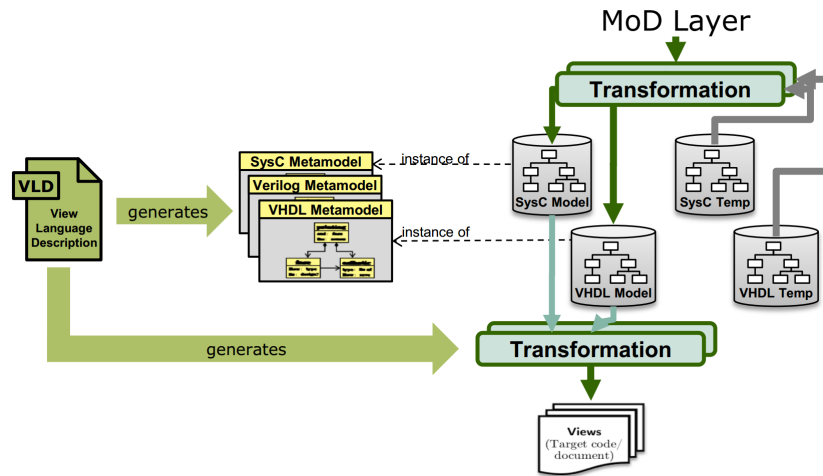 MoD Layer
Transformation
SysC Metamodel
instance of
Verilog Metamodel
VHDL Metamodel
instance of
VLD
View
Language
Description
generates
SysC Model
SysC Temp
VHDL Model
VHDL Temp
generates
Transformation
Views
(Target code/
document)